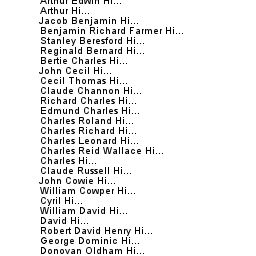 Arthur Edwin Hi...
Arthur Hi...
Jacob Benjamin Hi...
Benjamin Richard Farmer Hi...
Stanley Beresford Hi...
Reginald Bernard Hi...
Bertie Charles Hi...
John Cecil Hi...
Cecil Thomas Hi...
Claude Channon Hi...
Richard Charles Hi...
Edmund Charles Hi...
Charles Roland Hi...
Charles Richard Hi...
Charles Leonard Hi...
Charles Reid Wallace Hi...
Charles Hi...
Claude Russell Hi...
John Cowie Hi...
William Cowper Hi...
Cyril Hi...
William David Hi...
David Hi...
Robert David Henry Hi...
George Dominic Hi...
Donovan Oldham Hi...